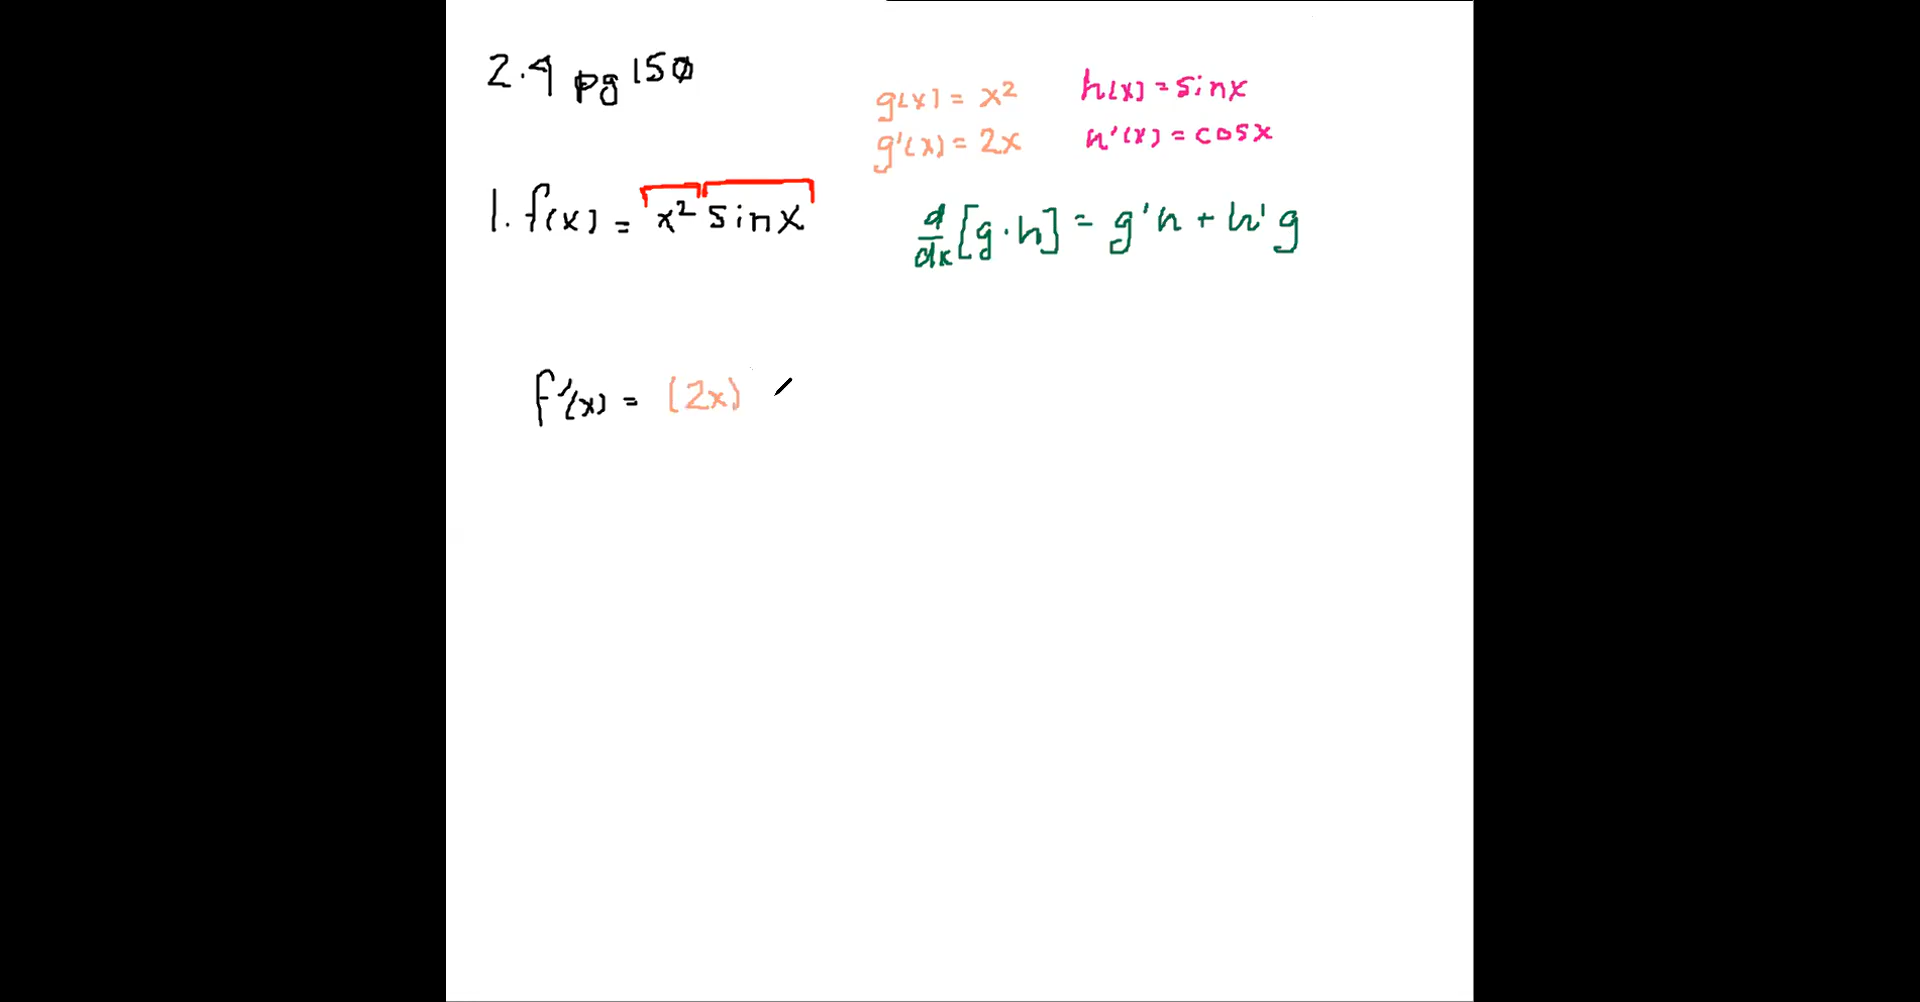 2.4 pg 150
g(x) = x² h(x) = sinx
g'(x) = 2x h'(x) = cosx
1. f(x) = x² sinx
d/dx [g · h] = g'h + h'g
f'(x) = (2x)